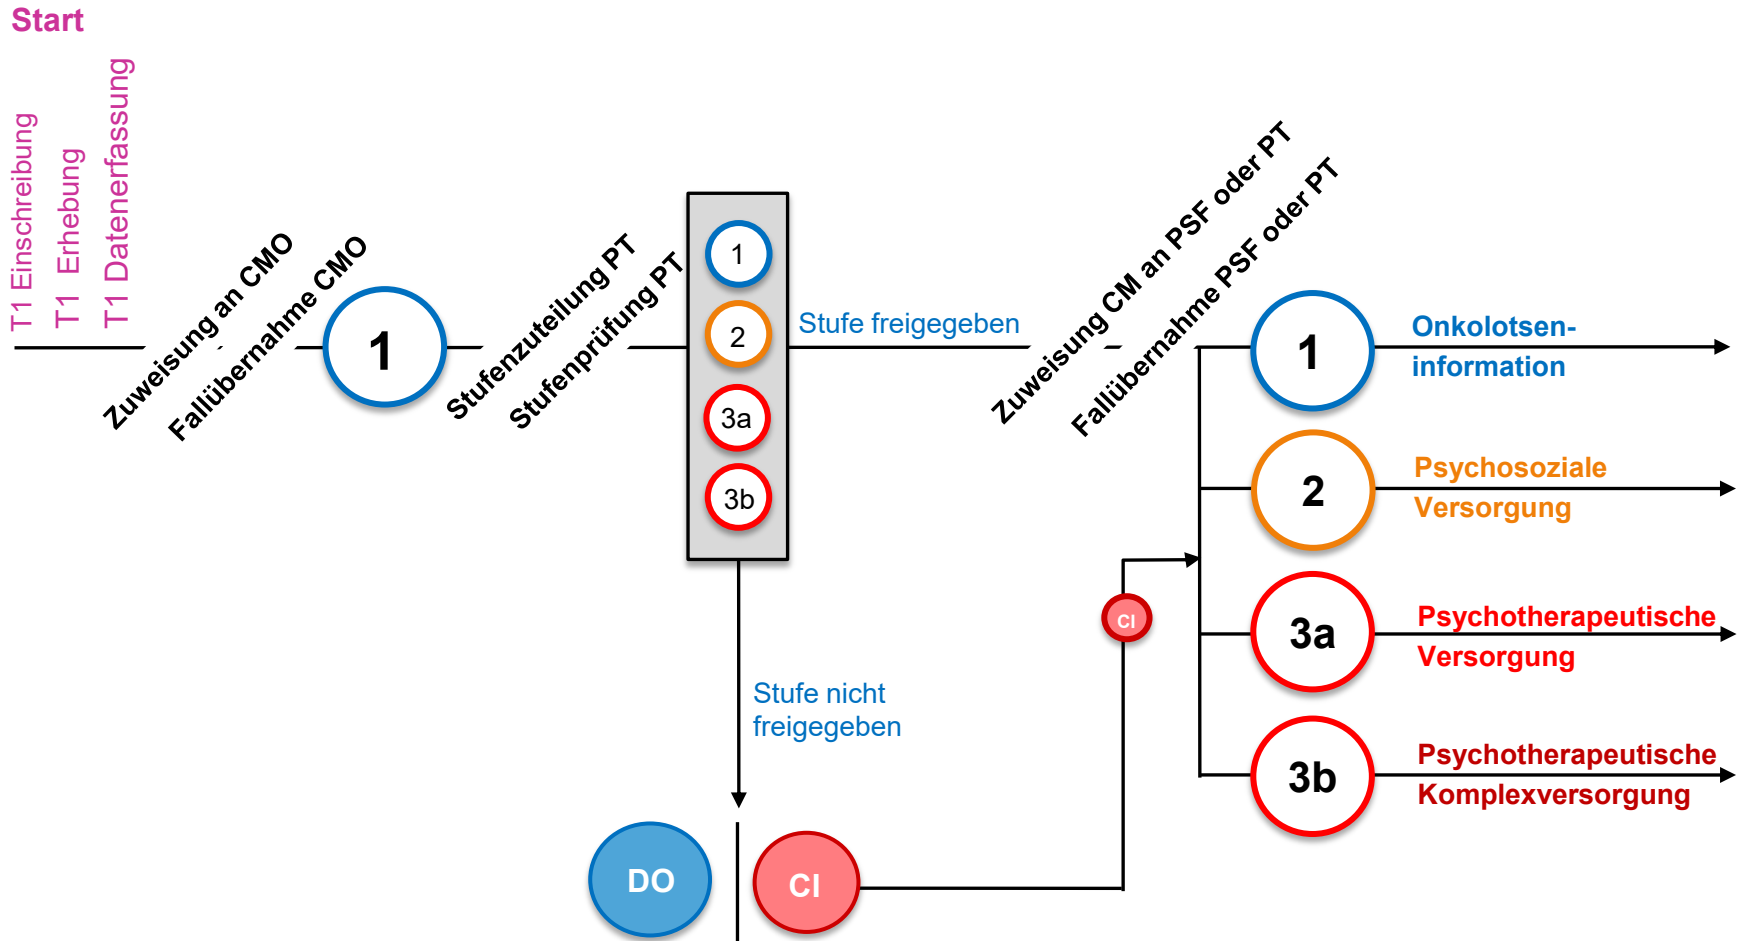 Start
T1 Einschreibung
T1 Erhebung
T1 Datenerfassung
Zuweisung an CMO
Fallübernahme CMO
1
Stufenzuteilung PT
Stufenprüfung PT
1
2
3a
3b
Stufe freigegeben
Zuweisung CM an PSF oder PT
Fallübernahme PSF oder PT
1
Onkolotsen-
information
2
Psychosoziale
Versorgung
CI
3a
Psychotherapeutische
Versorgung
3b
Psychotherapeutische
Komplexversorgung
Stufe nicht
freigegeben
DO
CI